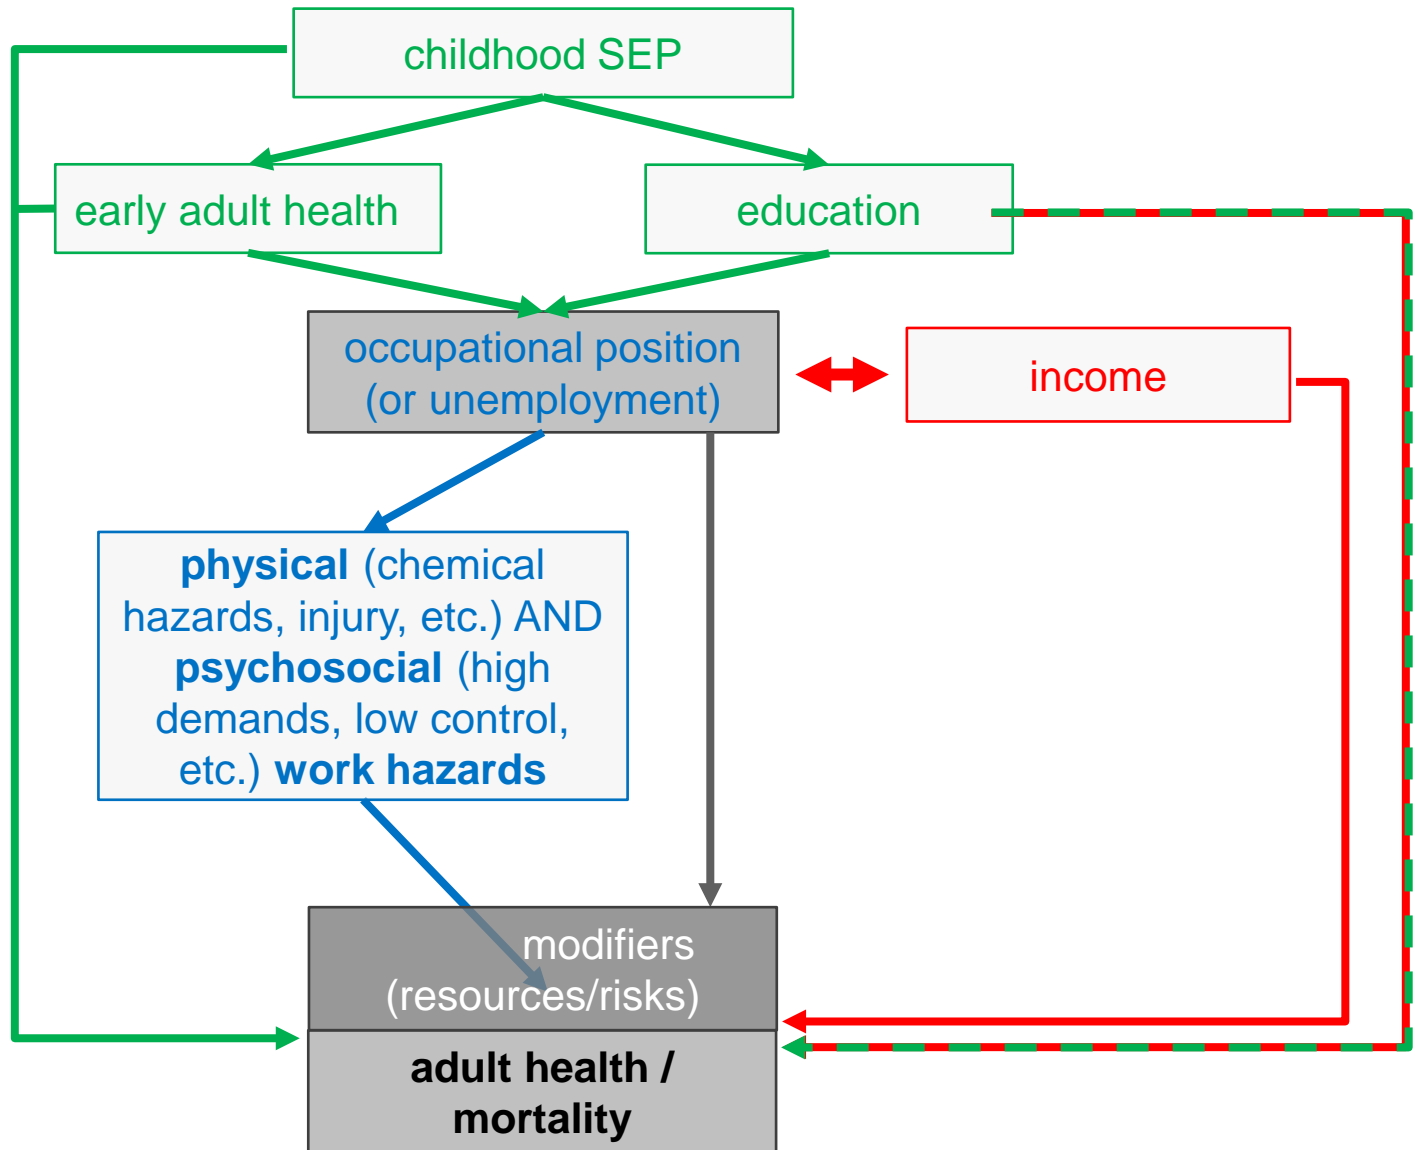 childhood SEP
early adult health
education
occupational position
(or unemployment)
income
physical (chemical
hazards, injury, etc.) AND
psychosocial (high
demands, low control,
etc.) work hazards
modifiers
(resources/risks)
adult health /
mortality